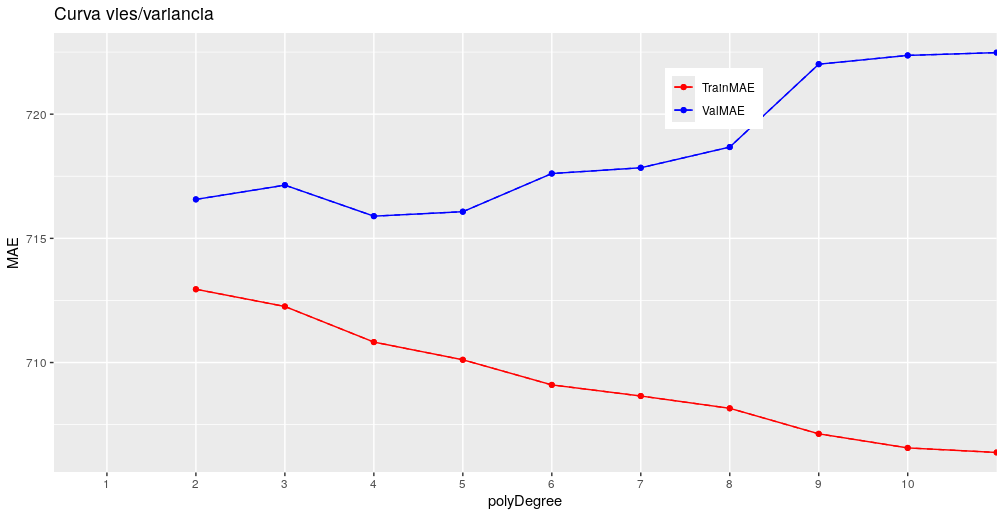 Curva vies/variancia
MAE
720
715
710
TrainMAE
ValMAE
1 2 3 4 5 6 7 8 9 10
polyDegree